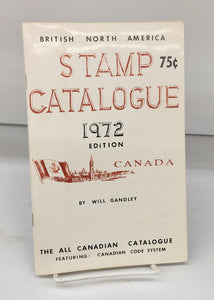 BRITISH NORTH AMERICA
STAMP 75¢
CATALOGUE
1972
EDITION
CANADA
BY WILL GANDLEY
THE ALL CANADIAN CATALOGUE
FEATURING: CANADIAN CODE SYSTEM